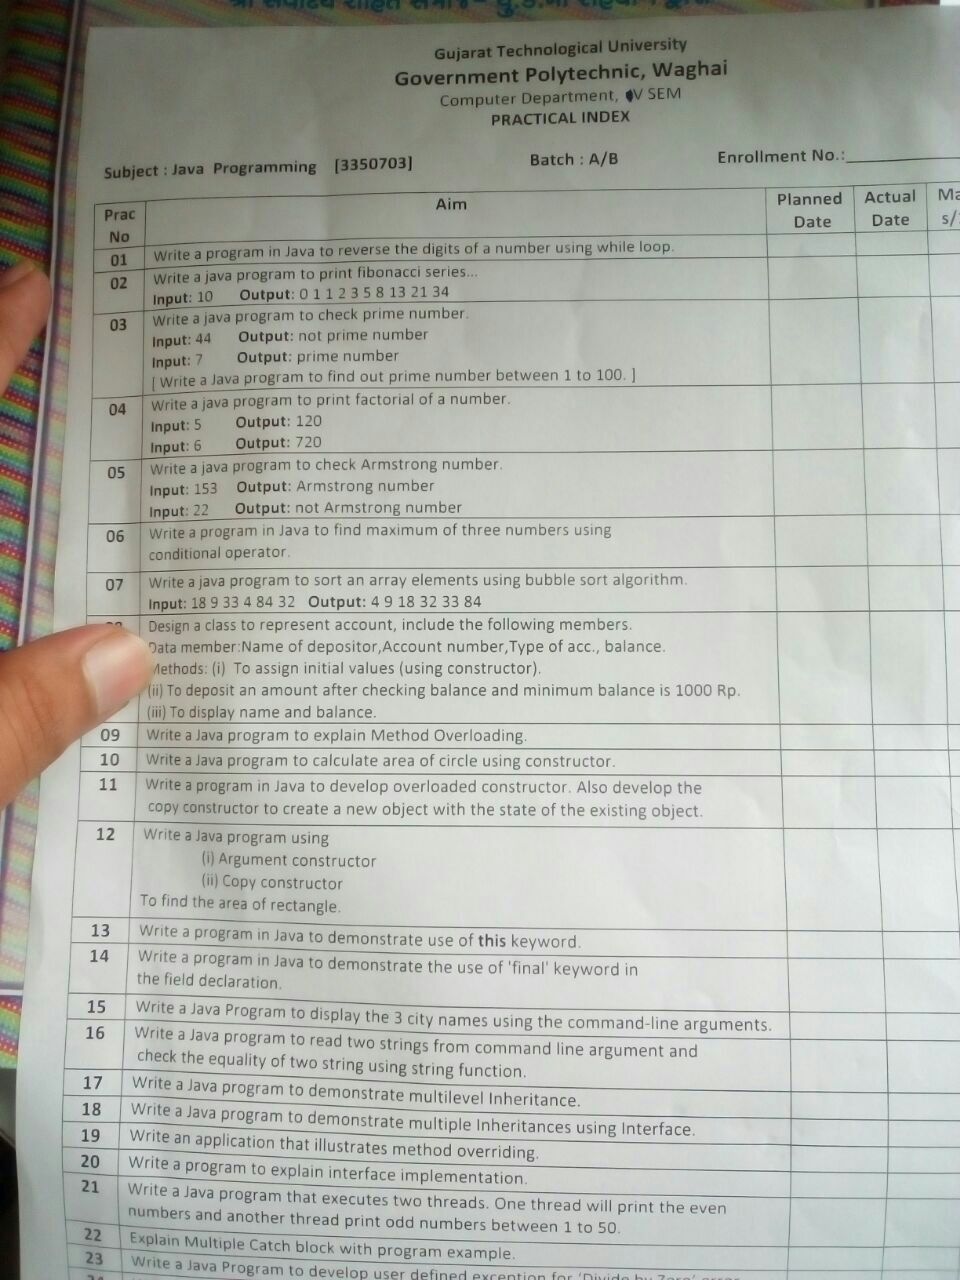 Gujarat Technological University
Government Polytechnic, Waghai
Computer Department, V SEM
PRACTICAL INDEX
Subject : Java Programming [3350703] Batch : A/B Enrollment No.:
Prac No Aim Planned Date Actual Date
01 Write a program in Java to reverse the digits of a number using while loop.
02 Write a java program to print fibonacci series...
Input: 10 Output: 0 1 1 2 3 5 8 13 21 34
03 Write a java program to check prime number.
Input: 44 Output: not prime number
Input: 7 Output: prime number
[ Write a Java program to find out prime number between 1 to 100. ]
04 Write a java program to print factorial of a number.
Input: 5 Output: 120
Input: 6 Output: 720
05 Write a java program to check Armstrong number.
Input: 153 Output: Armstrong number
Input: 22 Output: not Armstrong number
06 Write a program in Java to find maximum of three numbers using
conditional operator.
07 Write a java program to sort an array elements using bubble sort algorithm.
Input: 18 9 33 4 84 32 Output: 4 9 18 32 33 84
Design a class to represent account, include the following members.
Data member:Name of depositor,Account number,Type of acc., balance.
Methods: (i) To assign initial values (using constructor).
(ii) To deposit an amount after checking balance and minimum balance is 1000 Rp.
(iii) To display name and balance.
09 Write a Java program to explain Method Overloading.
10 Write a Java program to calculate area of circle using constructor.
11 Write a program in Java to develop overloaded constructor. Also develop the
copy constructor to create a new object with the state of the existing object.
12 Write a Java program using
(i) Argument constructor
(ii) Copy constructor
To find the area of rectangle.
13 Write a program in Java to demonstrate use of this keyword.
14 Write a program in Java to demonstrate the use of 'final' keyword in
the field declaration.
15 Write a Java Program to display the 3 city names using the command-line arguments.
16 Write a Java program to read two strings from command line argument and
check the equality of two string using string function.
17 Write a Java program to demonstrate multilevel Inheritance.
18 Write a Java program to demonstrate multiple Inheritances using Interface.
19 Write an application that illustrates method overriding.
20 Write a program to explain interface implementation.
21 Write a Java program that executes two threads. One thread will print the even
numbers and another thread print odd numbers between 1 to 50.
22 Explain Multiple Catch block with program example.
23 Write a Java Program to develop user defined exception for 'Divide by Zero' error